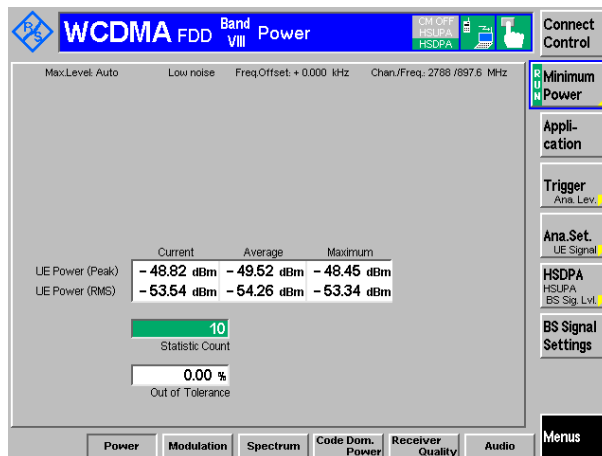 R&S WCDMA FDD Band VIII Power CM OFF HSUPA HSDPA
Connect Control
Max.Level: Auto Low noise Freq.Offset: + 0.000 kHz Chan./Freq.: 2788 /897.6 MHz
RUN Minimum Power
Appli-
cation
Trigger
Ana. Lev.
Ana.Set.
UE Signal
Current Average Maximum
UE Power (Peak) - 48.82 dBm - 49.52 dBm - 48.45 dBm
UE Power (RMS) - 53.54 dBm - 54.26 dBm - 53.34 dBm
HSDPA
HSUPA
BS Sig. Lvl.
10
Statistic Count
BS Signal
Settings
0.00 %
Out of Tolerance
Power Modulation Spectrum Code Dom. Power Receiver Quality Audio Menus